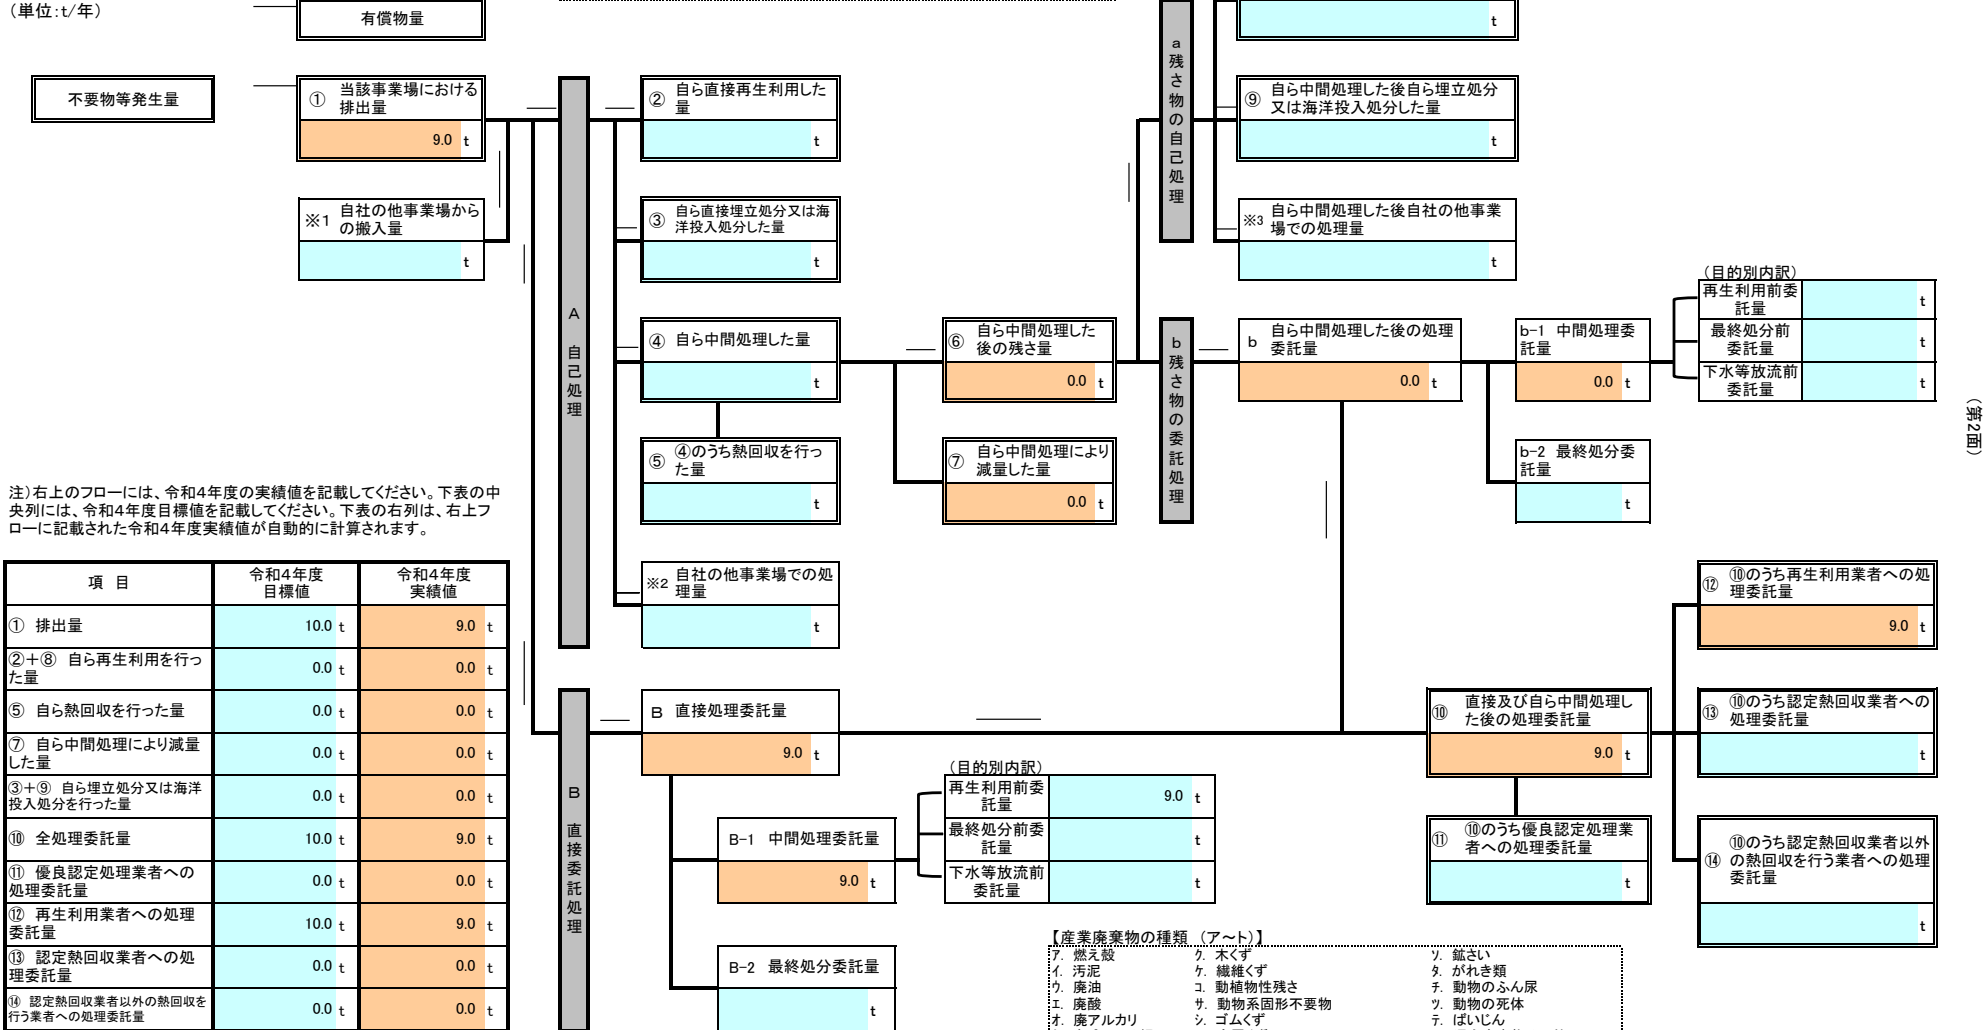 (単位:t/年)
有償物量
t
不要物等発生量
① 当該事業場における
排出量
9.0 t
※1 自社の他事業場から
の搬入量
t
A 自己処理
② 自ら直接再生利用した
量
t
③ 自ら直接埋立処分又は海
洋投入処分した量
t
④ 自ら中間処理した量
t
⑤ ④のうち熱回収を行っ
た量
t
※2 自社の他事業場での処
理量
t
⑥ 自ら中間処理した
後の残さ量
0.0 t
⑦ 自ら中間処理により
減量した量
0.0 t
a 残さ物の自己処理
⑨ 自ら中間処理した後自ら埋立処分
又は海洋投入処分した量
t
※3 自ら中間処理した後自社の他事業
場での処理量
t
b 残さ物の委託処理
b 自ら中間処理した後の処理
委託量
0.0 t
b-1 中間処理委
託量
0.0 t
b-2 最終処分委
託量
t
(目的別内訳)
再生利用前委
託量
t
最終処分前
委託量
t
下水等放流前
委託量
t
(第2面)
注)右上のフローには、令和4年度の実績値を記載してください。下表の中
央列には、令和4年度目標値を記載してください。下表の右列は、右上フ
ローに記載された令和4年度実績値が自動的に計算されます。
項 目 令和4年度
目標値 令和4年度
実績値
① 排出量 10.0 t 9.0 t
②+⑧ 自ら再生利用を行っ
た量 0.0 t 0.0 t
⑤ 自ら熱回収を行った量 0.0 t 0.0 t
⑦ 自ら中間処理により減量
した量 0.0 t 0.0 t
③+⑨ 自ら埋立処分又は海洋
投入処分を行った量 0.0 t 0.0 t
⑩ 全処理委託量 10.0 t 9.0 t
⑪ 優良認定処理業者への
処理委託量 0.0 t 0.0 t
⑫ 再生利用業者への処理
委託量 10.0 t 9.0 t
⑬ 認定熱回収業者への処
理委託量 0.0 t 0.0 t
⑭ 認定熱回収業者以外の熱回収を
行う業者への処理委託量 0.0 t 0.0 t
B 直接委託処理
B 直接処理委託量
9.0 t
B-1 中間処理委託量
9.0 t
B-2 最終処分委託量
t
(目的別内訳)
再生利用前委
託量
9.0 t
最終処分前委
託量
t
下水等放流前
委託量
t
⑩ 直接及び自ら中間処理し
た後の処理委託量
9.0 t
⑪ ⑩のうち優良認定処理業
者への処理委託量
t
⑫ ⑩のうち再生利用業者への処
理委託量
9.0 t
⑬ ⑩のうち認定熱回収業者への
処理委託量
t
⑭ ⑩のうち認定熱回収業者以外
の熱回収を行う業者への処理
委託量
t
【産業廃棄物の種類 (ア~ト)】
ア. 燃え殻 ク. 木くず ソ. 鉱さい
イ. 汚泥 ケ. 繊維くず タ. がれき類
ウ. 廃油 コ. 動植物性残さ チ. 動物のふん尿
エ. 廃酸 サ. 動物系固形不要物 ツ. 動物の死体
オ. 廃アルカリ シ. ゴムくず テ. ばいじん